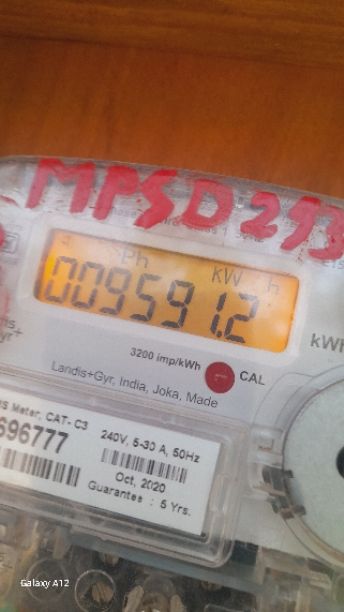 MPSD293
Ph kW h
009591.2
kWh
3200 imp/kWh
CAL
Landis+Gyr, India, Joka, Made
Meter, CAT- C3
696777
240V, 5-30 A, 50Hz
Oct, 2020
Guarantee : 5 Yrs.
Galaxy A12